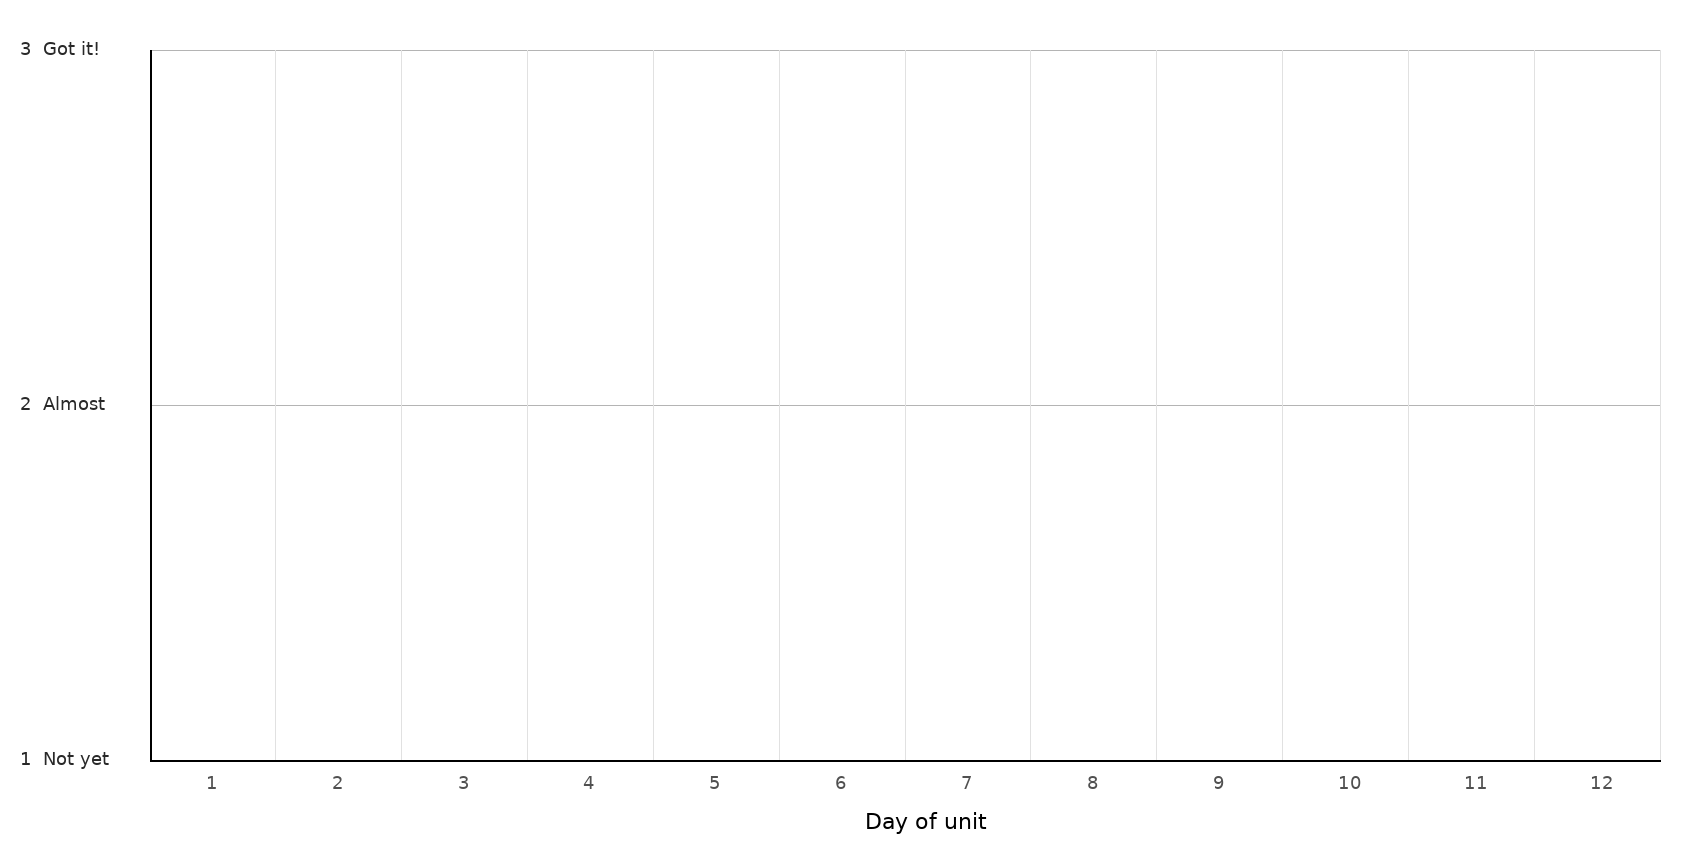 3 Got it!
2 Almost
1 Not yet
1 2 3 4 5 6 7 8 9 10 11 12
Day of unit